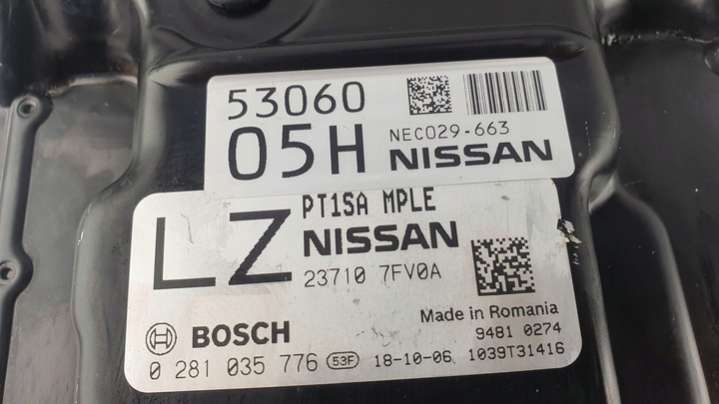 53060
05H
NEC029-663
NISSAN
LZ
PT1SA MPLE
NISSAN
23710 7FV0A
BOSCH
Made in Romania
9481 0274
0 281 035 776 53F 18-10-06 1039T31416